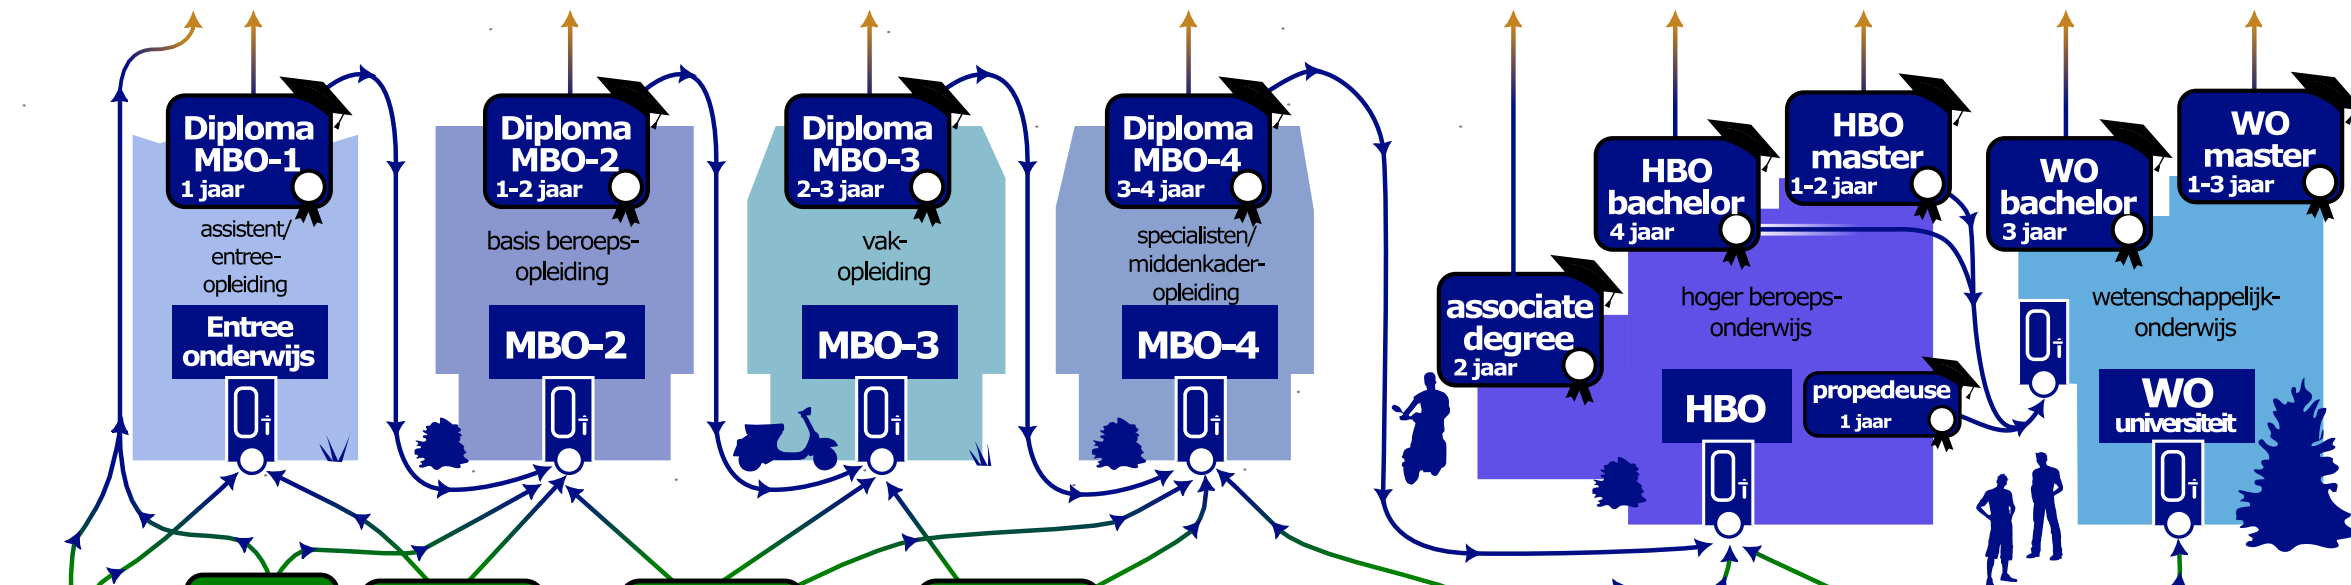 Diploma
MBO-1
1 jaar
assistent/
entree-
opleiding
Entree
onderwijs
Diploma
MBO-2
1-2 jaar
basis beroeps-
opleiding
MBO-2
Diploma
MBO-3
2-3 jaar
vak-
opleiding
MBO-3
Diploma
MBO-4
3-4 jaar
specialisten/
middenkader-
opleiding
MBO-4
associate
degree
2 jaar
HBO
bachelor
4 jaar
HBO
master
1-2 jaar
hoger beroeps-
onderwijs
HBO
propedeuse
1 jaar
WO
bachelor
3 jaar
WO
master
1-3 jaar
wetenschappelijk-
onderwijs
WO
universiteit